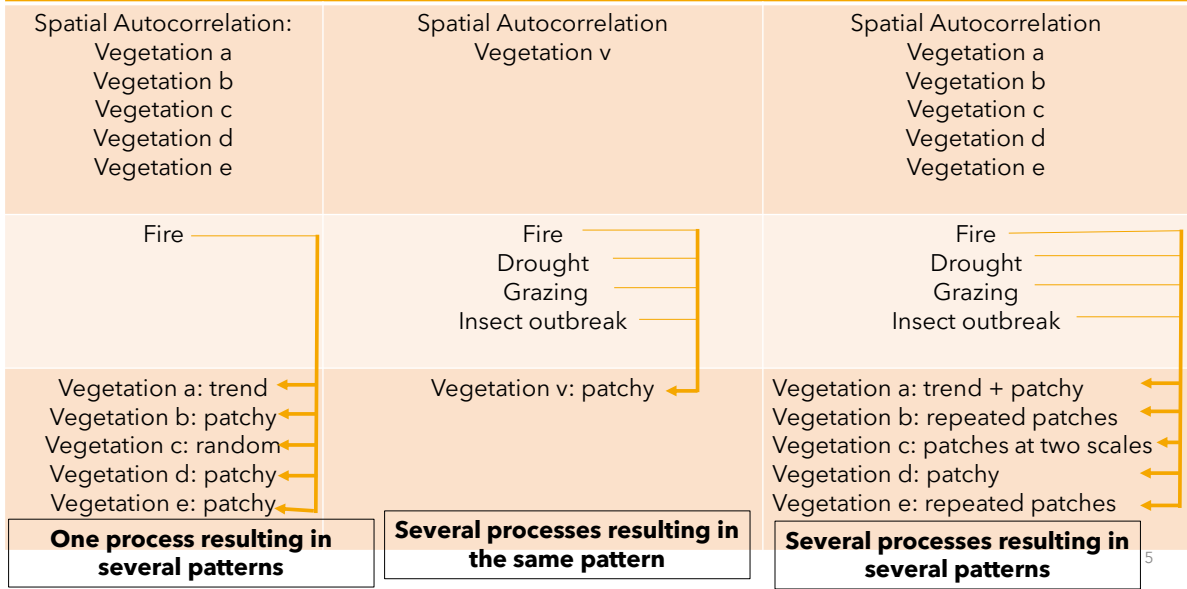 Spatial Autocorrelation:
Vegetation a
Vegetation b
Vegetation c
Vegetation d
Vegetation e
Spatial Autocorrelation
Vegetation v
Spatial Autocorrelation
Vegetation a
Vegetation b
Vegetation c
Vegetation d
Vegetation e
Fire
Fire
Drought
Grazing
Insect outbreak
Fire
Drought
Grazing
Insect outbreak
Vegetation a: trend
Vegetation b: patchy
Vegetation c: random
Vegetation d: patchy
Vegetation e: patchy
Vegetation v: patchy
Vegetation a: trend + patchy
Vegetation b: repeated patches
Vegetation c: patches at two scales
Vegetation d: patchy
Vegetation e: repeated patches
One process resulting in
several patterns
Several processes resulting in
the same pattern
Several processes resulting in
several patterns
5